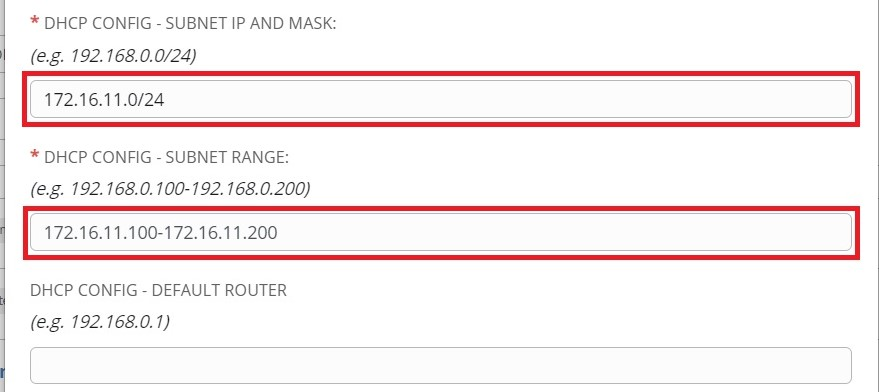 * DHCP CONFIG - SUBNET IP AND MASK:
(e.g. 192.168.0.0/24)
172.16.11.0/24
* DHCP CONFIG - SUBNET RANGE:
(e.g. 192.168.0.100-192.168.0.200)
172.16.11.100-172.16.11.200
DHCP CONFIG - DEFAULT ROUTER
(e.g. 192.168.0.1)